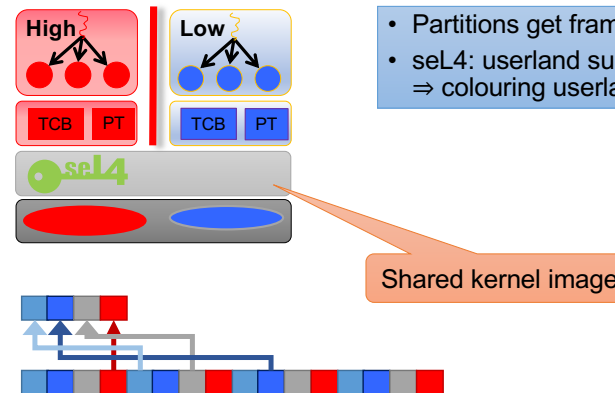 High
Low
• Partitions get fram
• seL4: userland su
⇒ colouring userla
TCB PT TCB PT
seL4
Shared kernel image